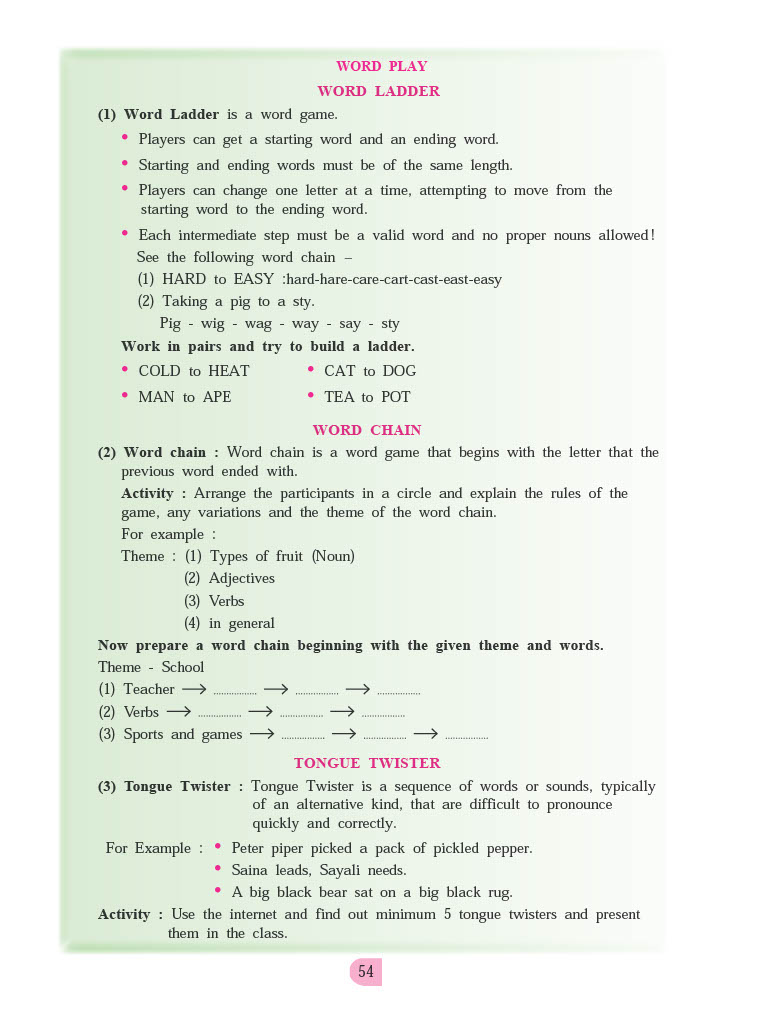 WORD PLAY
WORD LADDER
(1) Word Ladder is a word game.
• Players can get a starting word and an ending word.
• Starting and ending words must be of the same length.
• Players can change one letter at a time, attempting to move from the
starting word to the ending word.
• Each intermediate step must be a valid word and no proper nouns allowed!
See the following word chain –
(1) HARD to EASY :hard-hare-care-cart-cast-east-easy
(2) Taking a pig to a sty.
Pig - wig - wag - way - say - sty
Work in pairs and try to build a ladder.
• COLD to HEAT • CAT to DOG
• MAN to APE • TEA to POT
WORD CHAIN
(2) Word chain : Word chain is a word game that begins with the letter that the
previous word ended with.
Activity : Arrange the participants in a circle and explain the rules of the
game, any variations and the theme of the word chain.
For example :
Theme : (1) Types of fruit (Noun)
(2) Adjectives
(3) Verbs
(4) in general
Now prepare a word chain beginning with the given theme and words.
Theme - School
(1) Teacher → ................. → ................. → .................
(2) Verbs → ................. → ................. → .................
(3) Sports and games → ................. → ................. → .................
TONGUE TWISTER
(3) Tongue Twister : Tongue Twister is a sequence of words or sounds, typically
of an alternative kind, that are difficult to pronounce
quickly and correctly.
For Example : • Peter piper picked a pack of pickled pepper.
• Saina leads, Sayali needs.
• A big black bear sat on a big black rug.
Activity : Use the internet and find out minimum 5 tongue twisters and present
them in the class.
54